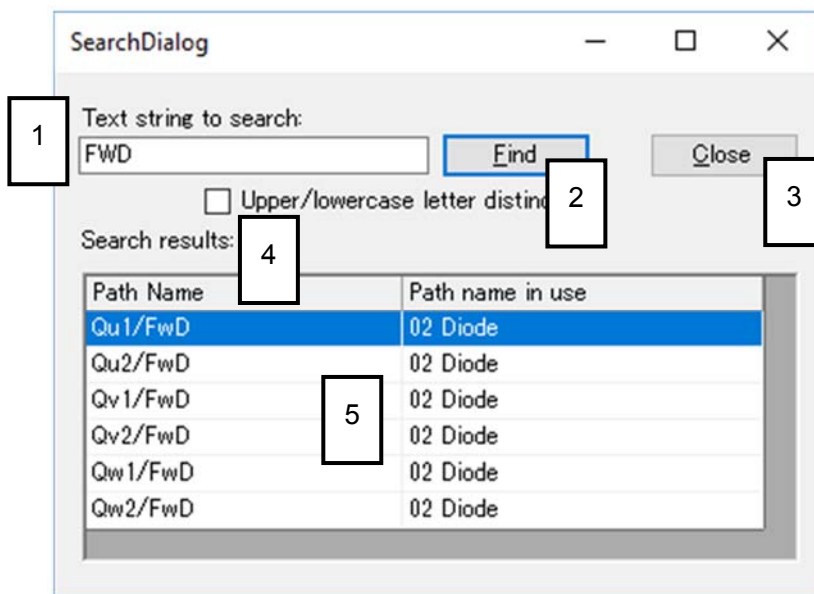 SearchDialog
1
Text string to search:
FWD
Find
2
Close
3
Upper/lowercase letter
Search results:
4
Path Name Path name in use
Qu1/FwD 02 Diode
Qu2/FwD 02 Diode
Qv1/FwD 02 Diode
5
Qv2/FwD 02 Diode
Qw1/FwD 02 Diode
Qw2/FwD 02 Diode